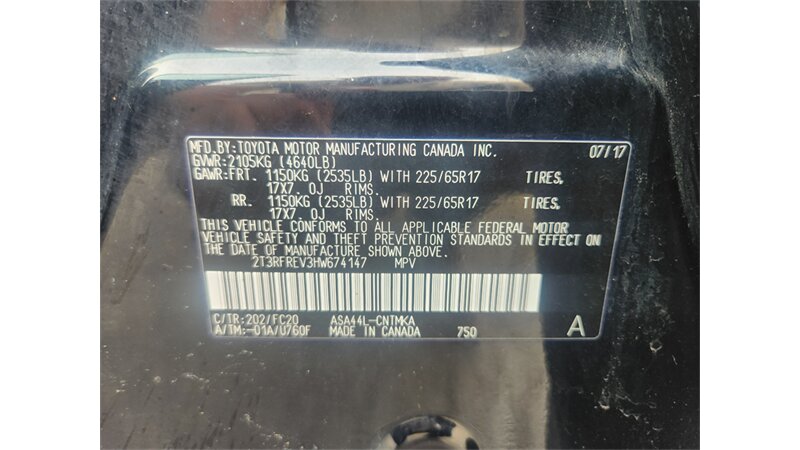 MFD.BY:TOYOTA MOTOR MANUFACTURING CANADA INC. 07/17
GVWR:2105KG (4640LB)
GAWR:FRT. 1150KG (2535LB) WITH 225/65R17 TIRES.
17X7.0J RIMS.
RR. 1150KG (2535LB) WITH 225/65R17 TIRES.
17X7.0J RIMS.
THIS VEHICLE CONFORMS TO ALL APPLICABLE FEDERAL MOTOR
VEHICLE SAFETY AND THEFT PREVENTION STANDARDS IN EFFECT ON
THE DATE OF MANUFACTURE SHOWN ABOVE.
2T3RFREV3HW674147 MPV
C/TR:202/FC20 ASA44L-CNTMKA
A/TM:-01A/U760F MADE IN CANADA 750 A